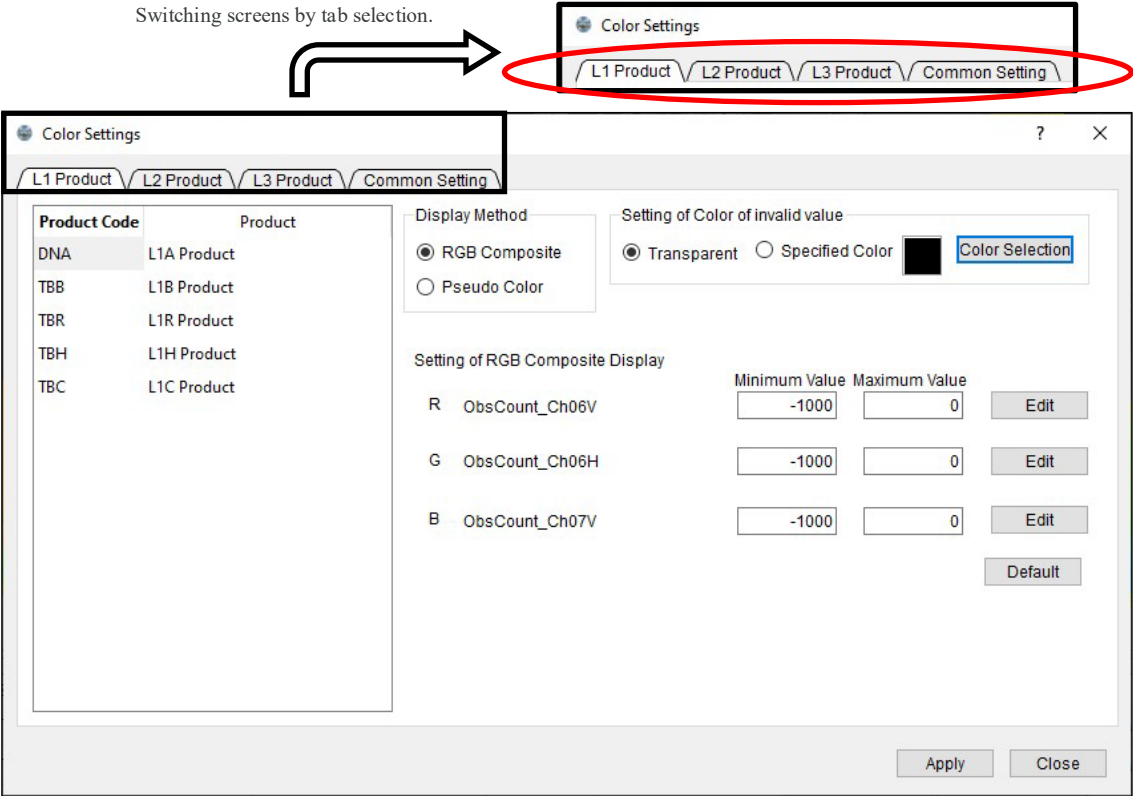 Switching screens by tab selection.
Color Settings
L1 Product L2 Product L3 Product Common Setting
Color Settings ? ×
L1 Product L2 Product L3 Product Common Setting
Product Code Product
DNA L1A Product
TBB L1B Product
TBR L1R Product
TBH L1H Product
TBC L1C Product
Display Method
RGB Composite
Pseudo Color
Setting of Color of invalid value
Transparent Specified Color Color Selection
Setting of RGB Composite Display
Minimum Value Maximum Value
R ObsCount_Ch06V -1000 0 Edit
G ObsCount_Ch06H -1000 0 Edit
B ObsCount_Ch07V -1000 0 Edit
Default
Apply Close